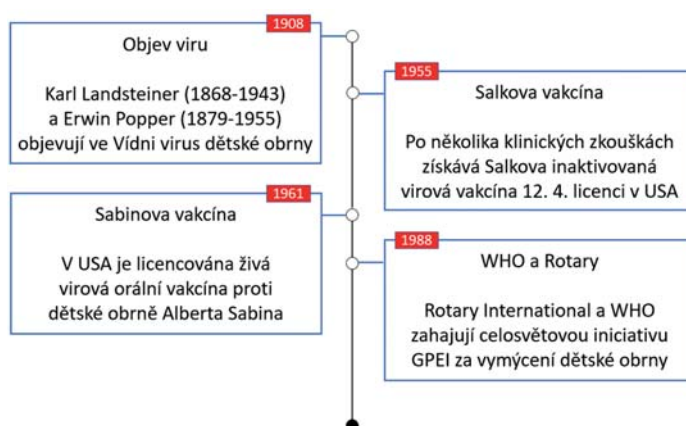 1908
Objev viru
Karl Landsteiner (1868-1943)
a Erwin Popper (1879-1955)
objevují ve Vídni virus dětské obrny
1955
Salkova vakcína
Po několika klinických zkouškách
získává Salkova inaktivovaná
virová vakcína 12. 4. licenci v USA
1961
Sabinova vakcína
V USA je licencována živá
virová orální vakcína proti
dětské obrně Alberta Sabina
1988
WHO a Rotary
Rotary International a WHO
zahajují celosvětovou iniciativu
GPEI za vymýcení dětské obrny